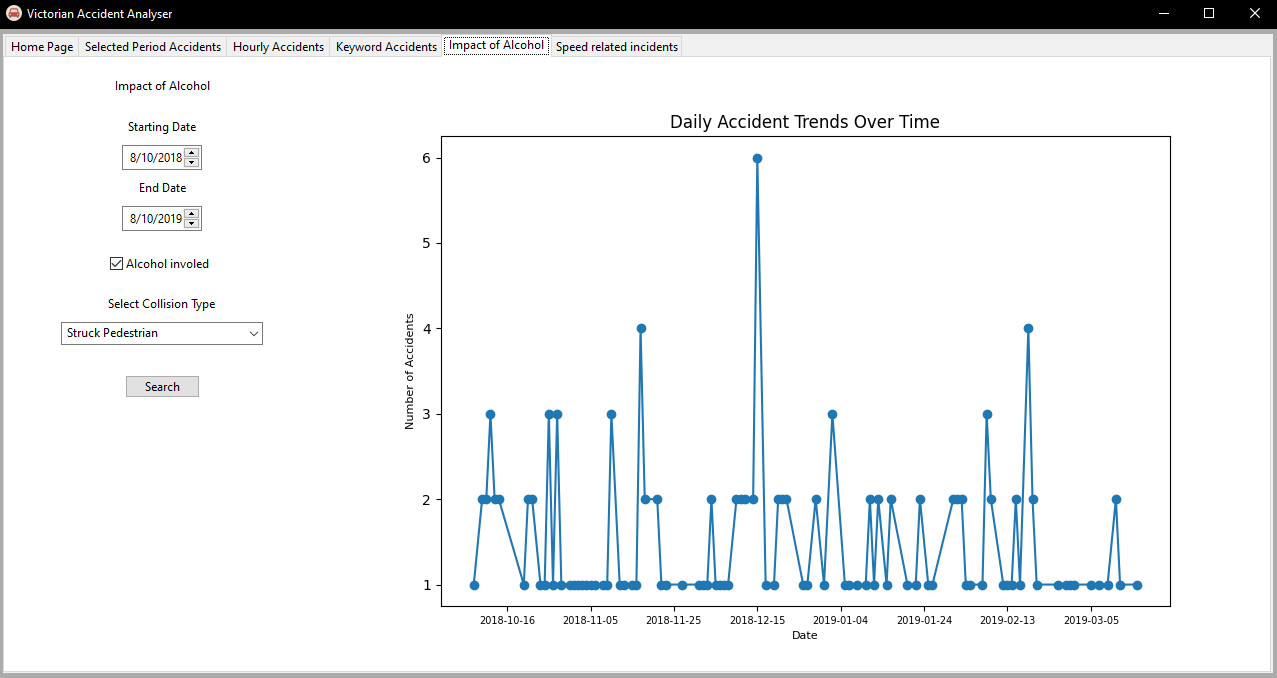 Victorian Accident Analyser
Home Page Selected Period Accidents Hourly Accidents Keyword Accidents Impact of Alcohol Speed related incidents
Impact of Alcohol
Starting Date
8/10/2018
End Date
8/10/2019
Alcohol involed
Select Collision Type
Struck Pedestrian
Search
Daily Accident Trends Over Time
Number of Accidents
6
5
4
3
2
1
2018-10-16 2018-11-05 2018-11-25 2018-12-15 2019-01-04 2019-01-24 2019-02-13 2019-03-05
Date